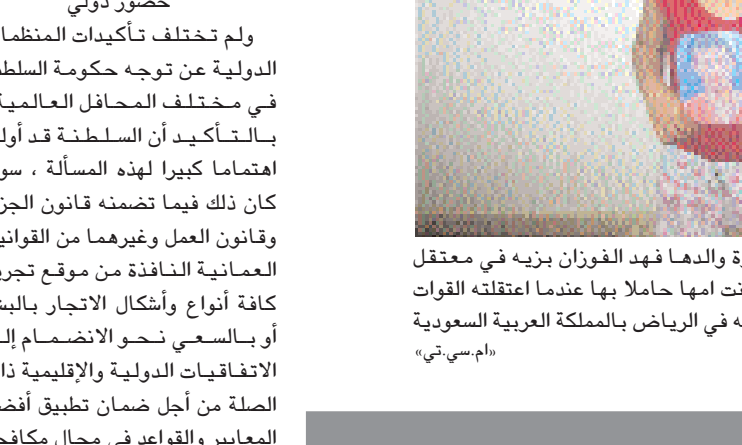 حضور دولي
ولم تختلف تأكيدات المنظما
الدولية عن توجه حكومة السلط
في مختلف المحافل العالمية
بالتأكيد أن السلطنة قد أول
اهتماما كبيرا لهذه المسألة ، سو
كان ذلك فيما تضمنه قانون الجز
وقانون العمل وغيرهما من القواني
العمانية النافذة من موقع تجري
كافة أنواع وأشكال الاتجار بالبش
أو بالسعي نحو الانضمام إل
الاتفاقيات الدولية والإقليمية ذا
الصلة من أجل ضمان تطبيق أفض
المعايير والقواعد في مجال مكافح
ة والدها فهد الفوزان بزيه في معتقل
نت امها حاملا بها عندما اعتقلته القوات
ه في الرياض بالمملكة العربية السعودية
«ام.سي.تي»